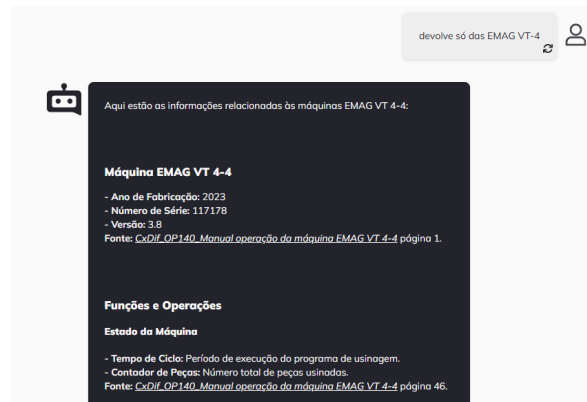 devolve só das EMAG VT-4
Aqui estão as informações relacionadas às máquinas EMAG VT 4-4:
Máquina EMAG VT 4-4
- Ano de Fabricação: 2023
- Número de Série: 117178
- Versão: 3.8
Fonte: CxDif_OP140_Manual operação da máquina EMAG VT 4-4 página 1.
Funções e Operações
Estado da Máquina
- Tempo de Ciclo: Período de execução do programa de usinagem.
- Contador de Peças: Número total de peças usinadas.
Fonte: CxDif_OP140_Manual operação da máquina EMAG VT 4-4 página 46.